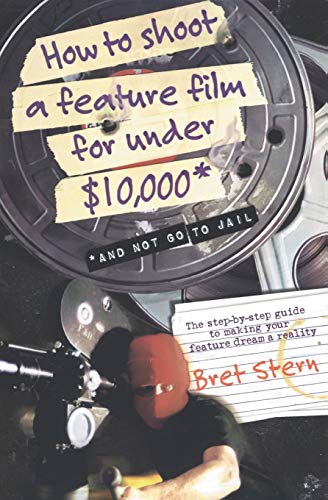 How to shoot
a feature film
for under
$10,000*
*AND NOT GO TO JAIL
The step-by-step guide
to making your
feature dream a reality
Bret Stern